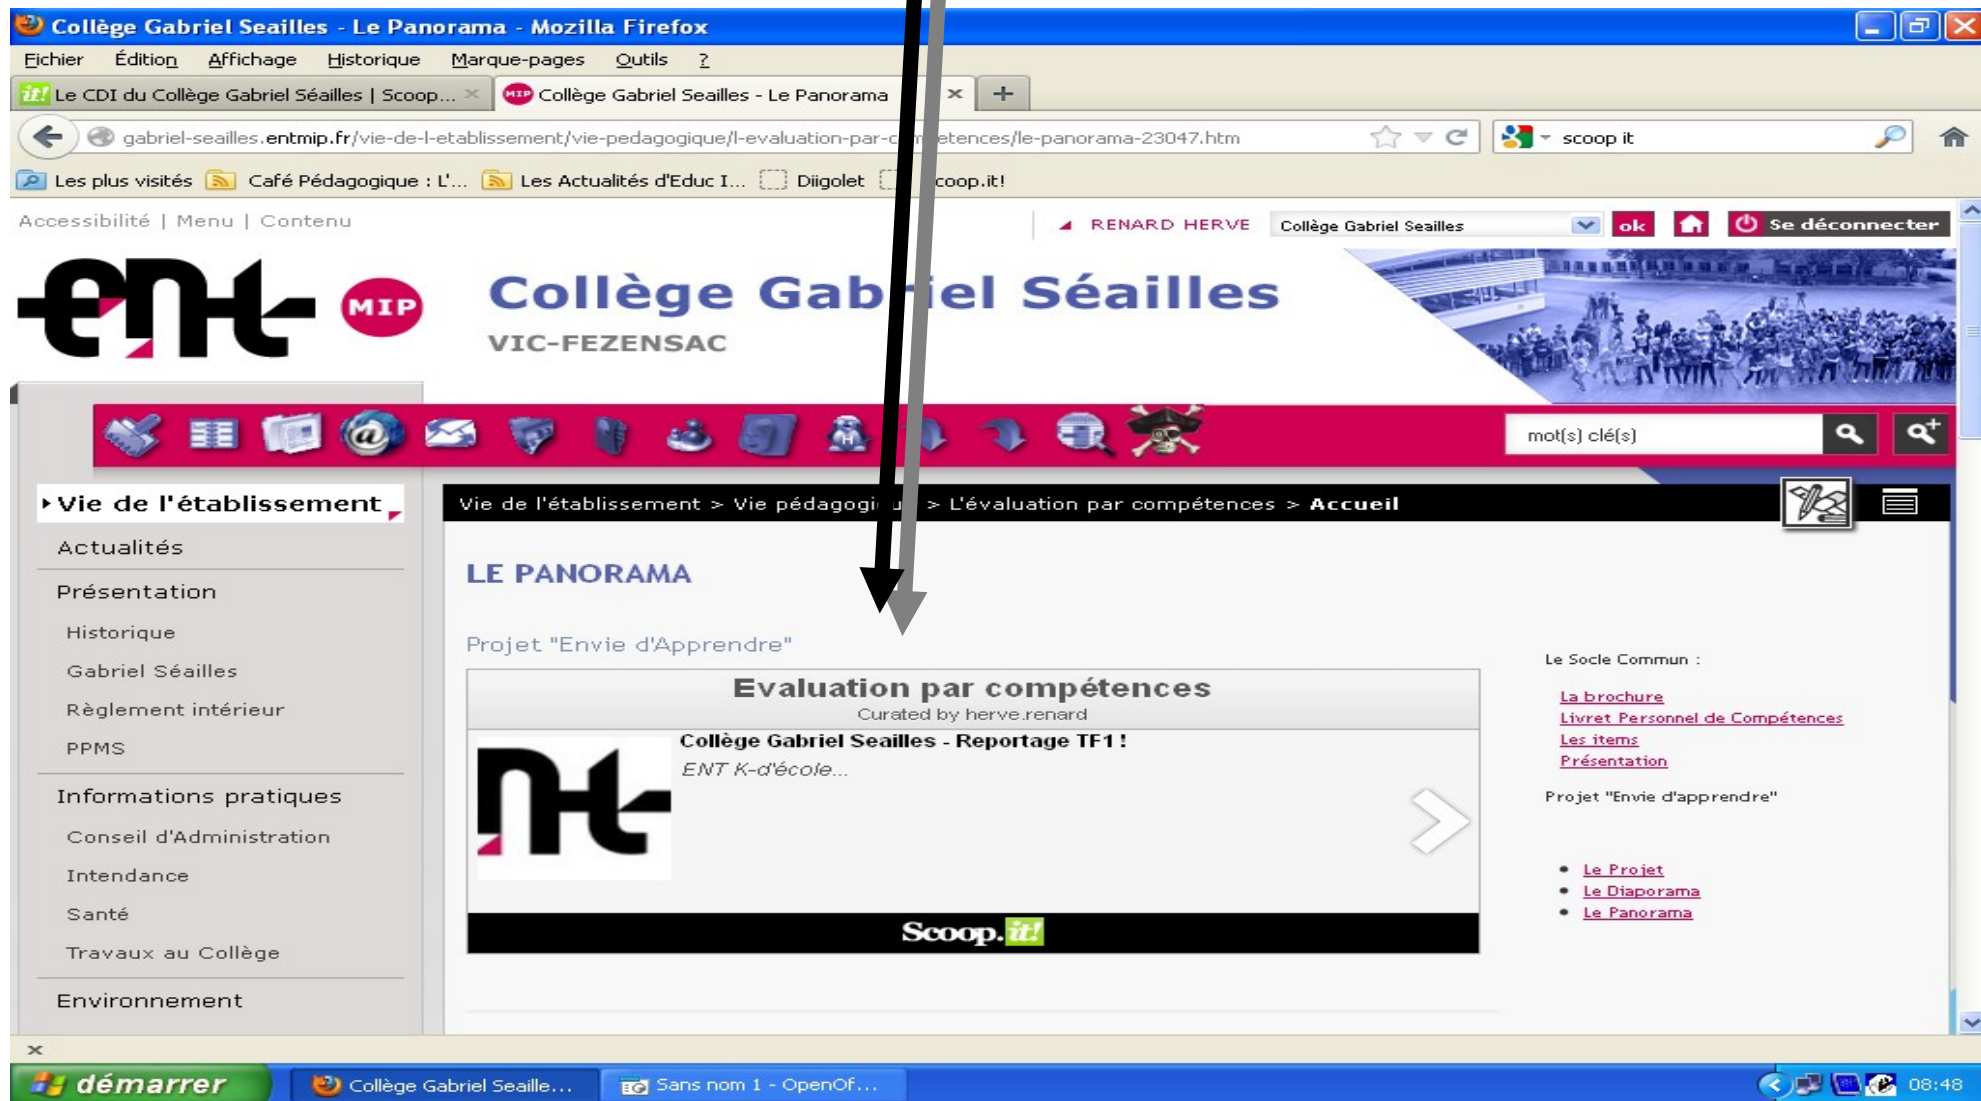 Collège Gabriel Seailles - Le Panorama - Mozilla Firefox
Eichier Édition Affichage Historique Marque-pages Outils ?
it! Le CDI du Collège Gabriel Séailles | Scoop... × MIP Collège Gabriel Seailles - Le Panorama × +
gabriel-seailles.entmip.fr/vie-de-l-etablissement/vie-pedagogique/l-evaluation-par-competences/le-panorama-23047.htm scoop it
Les plus visités Café Pédagogique : L'... Les Actualités d'Educ I... Diigolet coop.it!
Accessibilité | Menu | Contenu RENARD HERVE Collège Gabriel Seailles ok Se déconnecter
ent MIP Collège Gabriel Séailles
VIC-FEZENSAC
mot(s) clé(s)
Vie de l'établissement
Vie de l'établissement > Vie pédagogique > L'évaluation par compétences > Accueil
Actualités
Présentation
Historique
Gabriel Séailles
Règlement intérieur
PPMS
Informations pratiques
Conseil d'Administration
Intendance
Santé
Travaux au Collège
Environnement
LE PANORAMA
Projet "Envie d'Apprendre"
Evaluation par compétences
Curated by herve.renard
Collège Gabriel Seailles - Reportage TF1 !
ENT K-d'école...
Scoop.it!
Le Socle Commun :
La brochure
Livret Personnel de Compétences
Les items
Présentation
Projet "Envie d'apprendre"
Le Projet
Le Diaporama
Le Panorama
×
démarrer Collège Gabriel Seaille... Sans nom 1 - OpenOf... 08:48